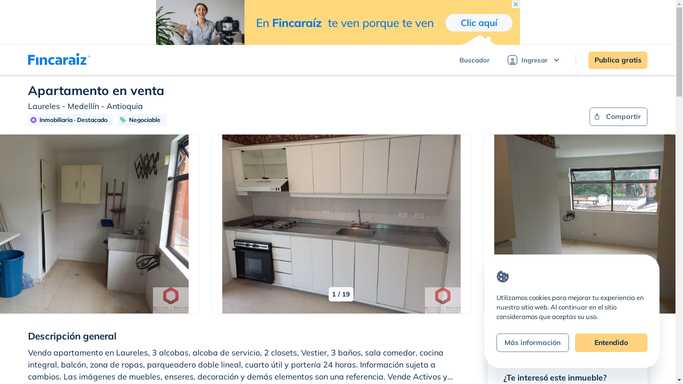 En Fincaraíz te ven porque te ven
Clic aquí
Fincaraiz
Buscador
Ingresar
Publica gratis
Apartamento en venta
Laureles - Medellín - Antioquia
Inmobiliaria - Destacado
Negociable
Compartir
1 / 19
Utilizamos cookies para mejorar tu experiencia en
nuestro sitio web. Al continuar en el sitio
consideramos que aceptas su uso.
Más información
Entendido
Descripción general
Vendo apartamento en Laureles, 3 alcobas, alcoba de servicio, 2 closets, Vestier, 3 baños, sala comedor, cocina
integral, balcón, zona de ropas, parqueadero doble lineal, cuarto útil y portería 24 horas. Información sujeta a
cambios. Las imágenes de muebles, enseres, decoración y demás elementos son una referencia. Vende Activos y...
¿Te interesó este inmueble?